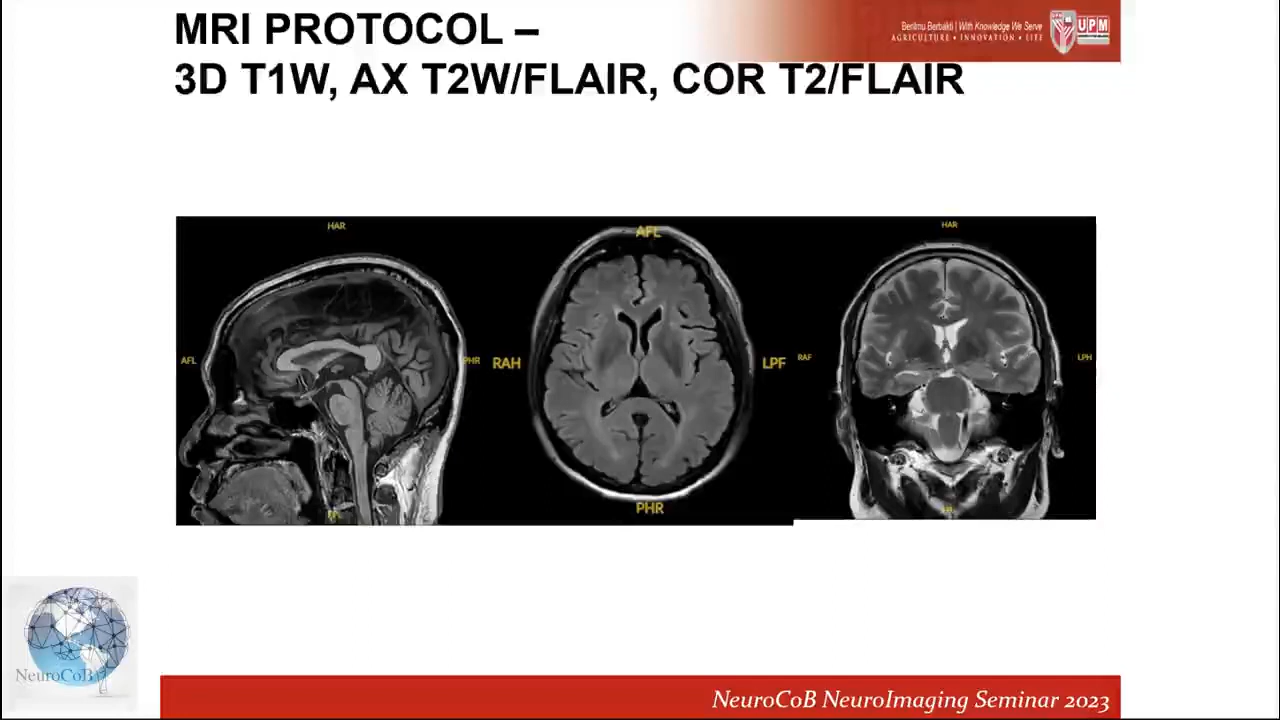 MRI PROTOCOL –
3D T1W, AX T2W/FLAIR, COR T2/FLAIR
Berilmu Berbakti | With Knowledge We Serve
AGRICULTURE • INNOVATION • LIFE
UPM
HAR
AFL
HAR
AFL
PHR
RAH
LPF
RAF
LPH
PHR
NeuroCoB
NeuroCoB NeuroImaging Seminar 2023